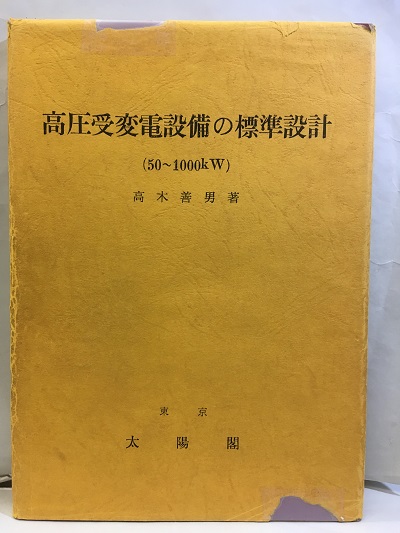 高圧受変電設備の標準設計
(50~1000kW)
高木善男著
東京
太陽閣